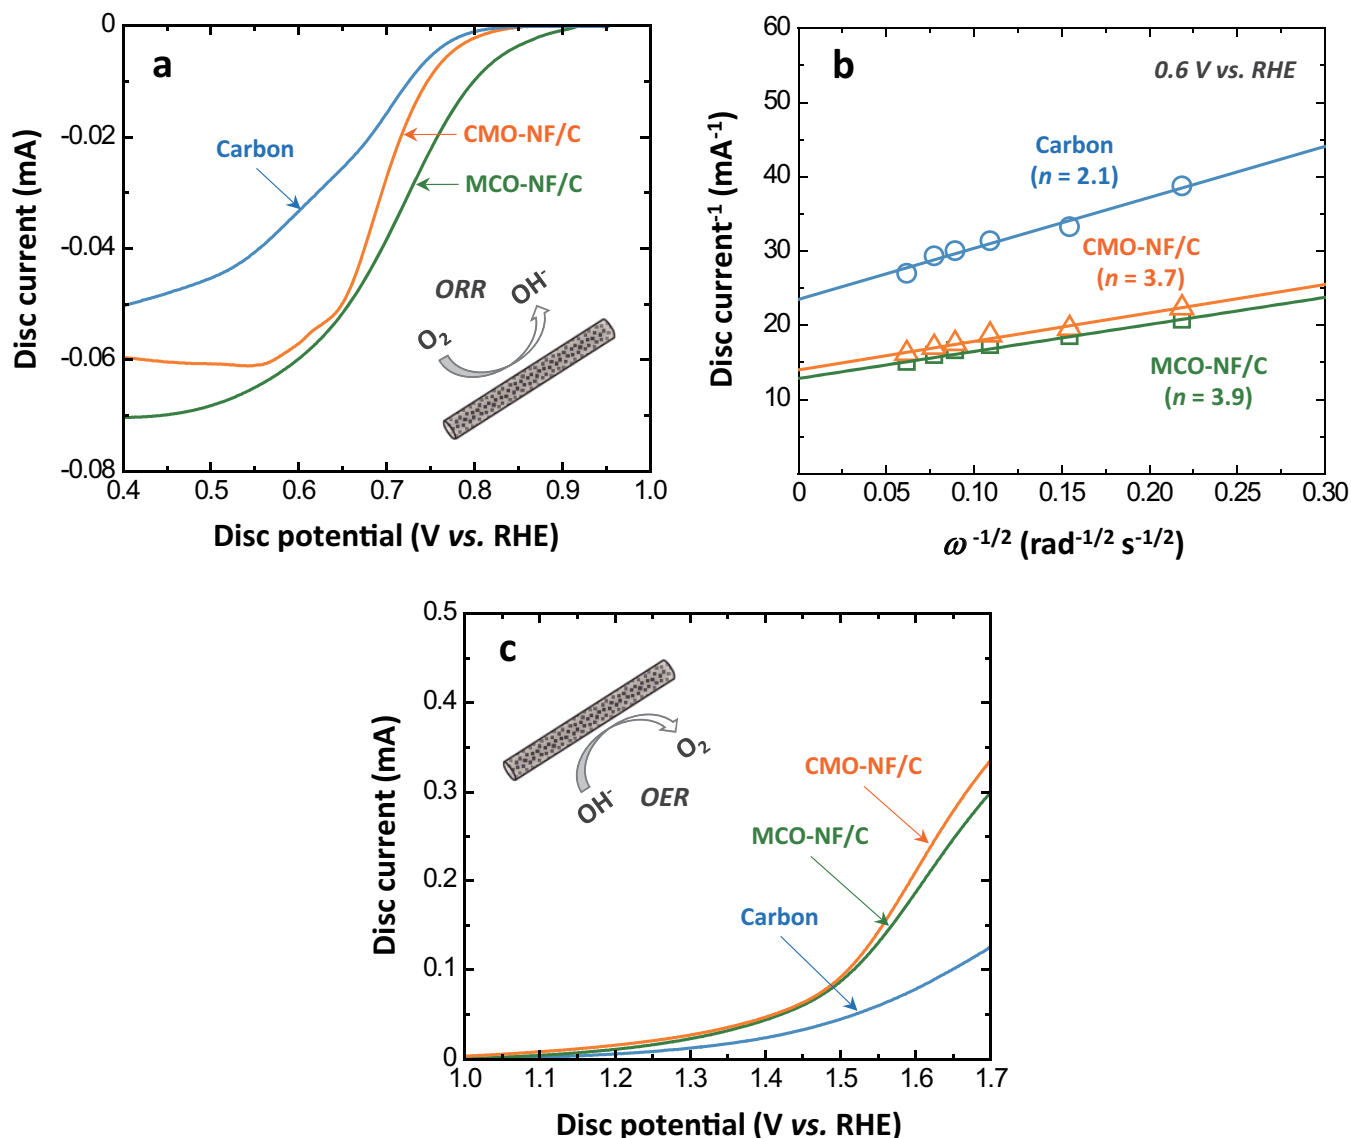 a
0
-0.02
-0.04
-0.06
-0.08
0.4
0.5
0.6
0.7
0.8
0.9
1.0
Disc current (mA)
Disc potential (V vs. RHE)
Carbon
CMO-NF/C
MCO-NF/C
ORR
O2
OH-
b
0.6 V vs. RHE
60
50
40
30
20
10
0
0.05
0.10
0.15
0.20
0.25
0.30
Disc current-1 (mA-1)
ω -1/2 (rad-1/2 s-1/2)
Carbon
(n = 2.1)
CMO-NF/C
(n = 3.7)
MCO-NF/C
(n = 3.9)
c
0.5
0.4
0.3
0.2
0.1
0
1.0
1.1
1.2
1.3
1.4
1.5
1.6
1.7
Disc current (mA)
Disc potential (V vs. RHE)
O2
OH-
OER
CMO-NF/C
MCO-NF/C
Carbon